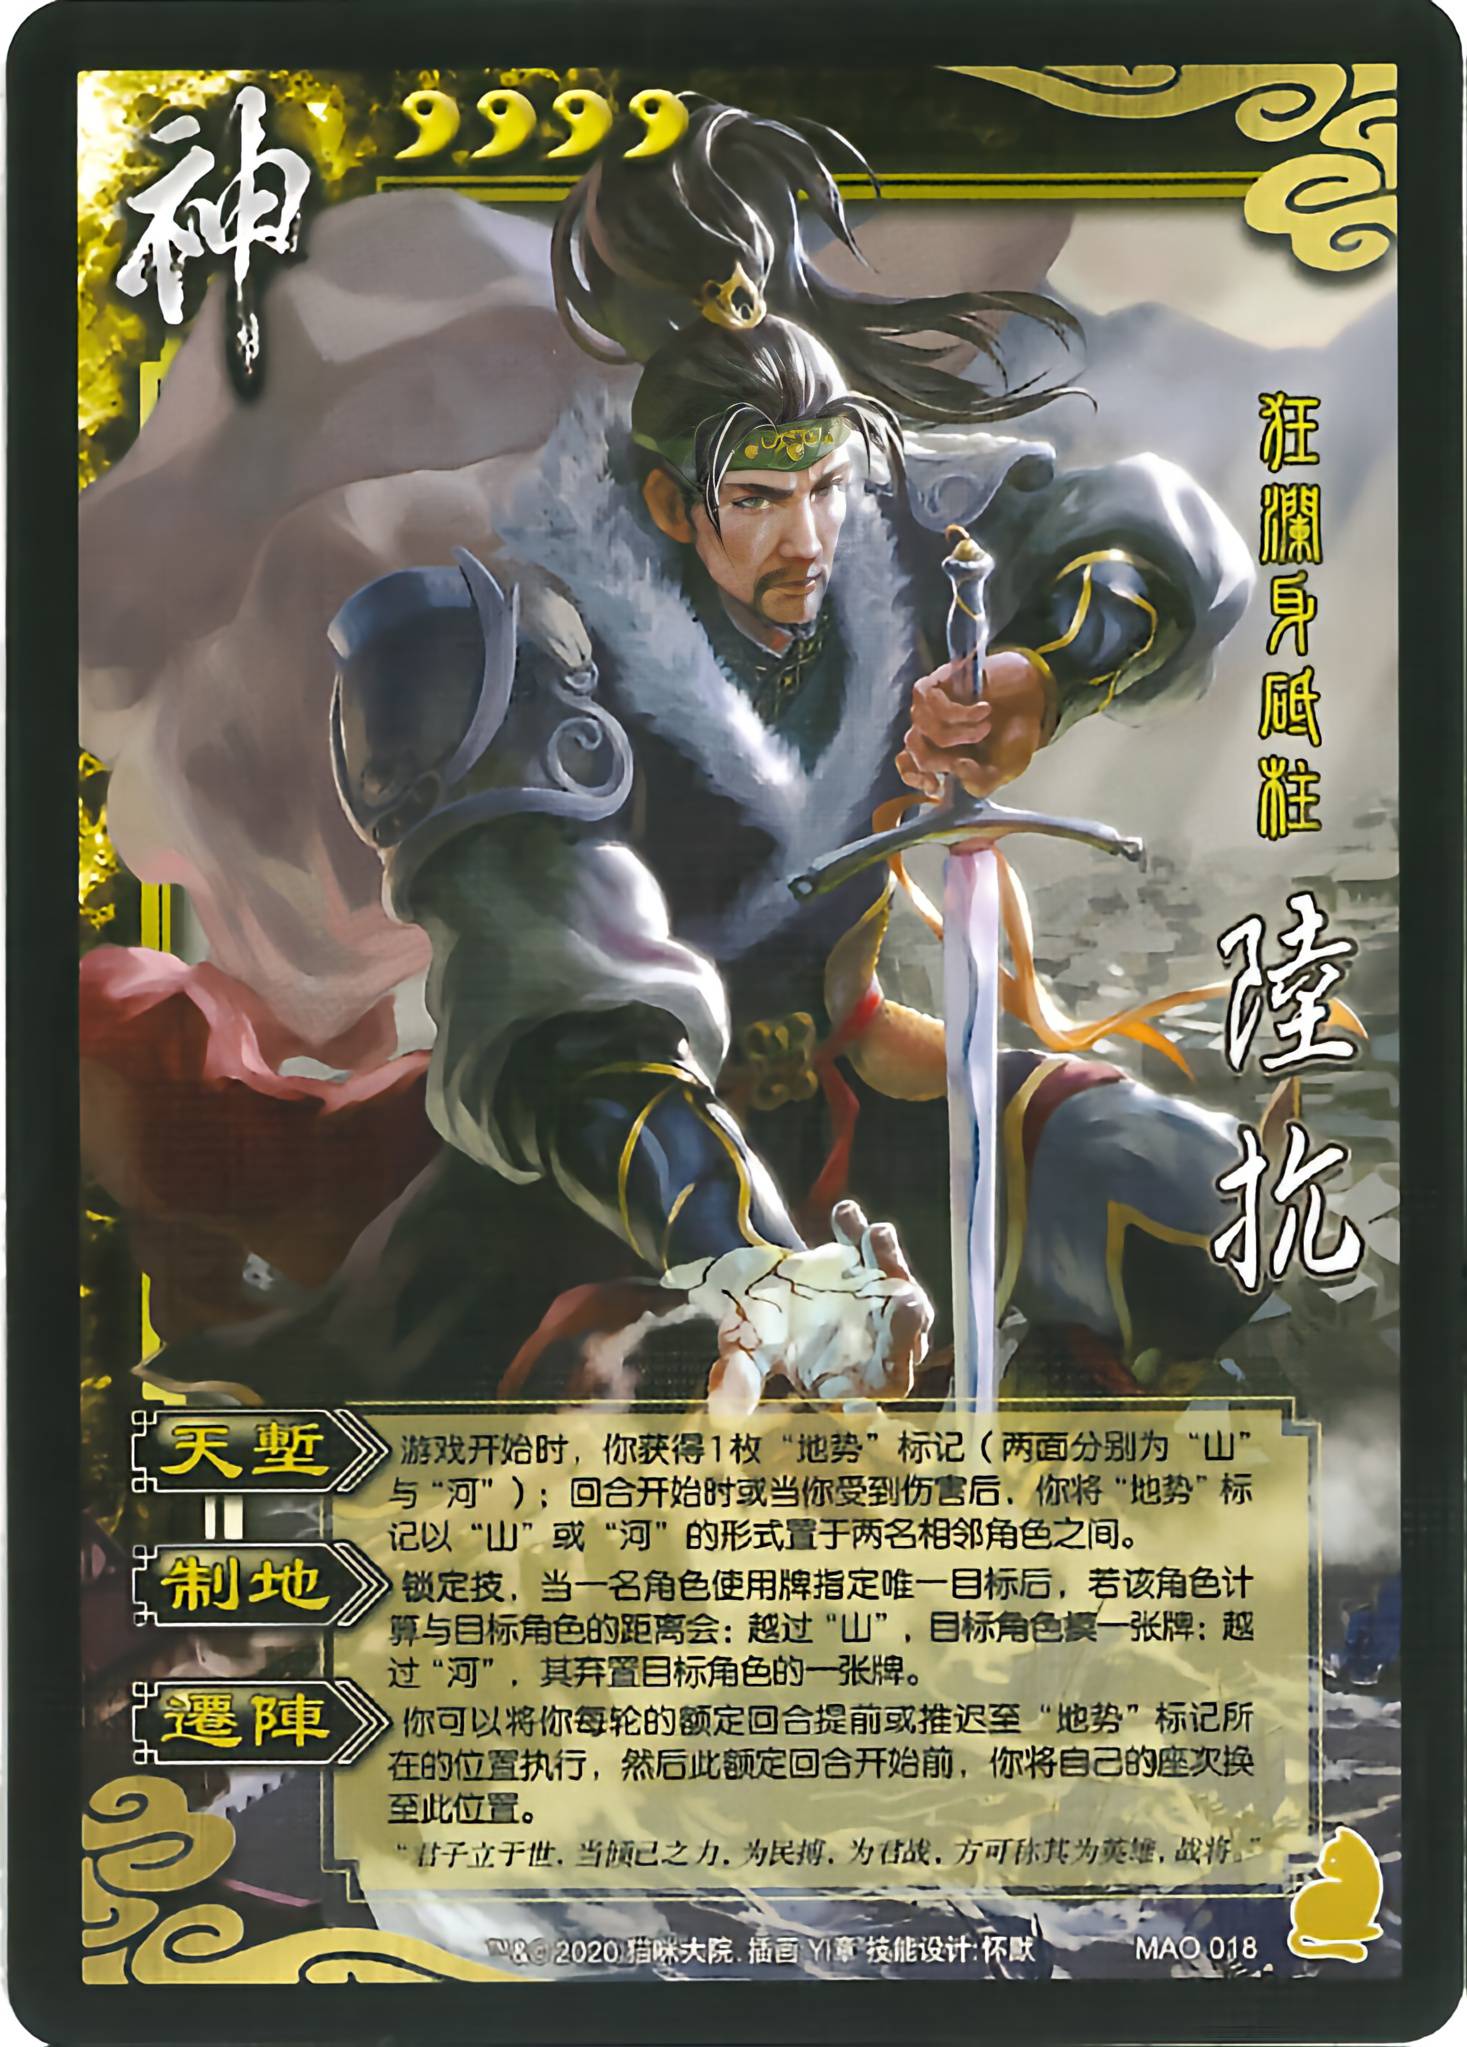 神
狂瀾身砥柱
陸抗
天塹
游戏开始时，你获得1枚“地势”标记（两面分别为“山”
与“河”）；回合开始时或当你受到伤害后，你将“地势”标
记以“山”或“河”的形式置于两名相邻角色之间。
制地
锁定技，当一名角色使用牌指定唯一目标后，若该角色计
算与目标角色的距离会：越过“山”，目标角色摸一张牌；越
过“河”，其弃置目标角色的一张牌。
遷陣
你可以将你每轮的额定回合提前或推迟至“地势”标记所
在的位置执行，然后此额定回合开始前，你将自己的座次换
至此位置。
“君子立于世，当倾己之力，为民搏，为君战，方可称其为英雄，战将。”
™&© 2020 猫咪大院. 插画 YI章 技能设计:怀默
MAO 018